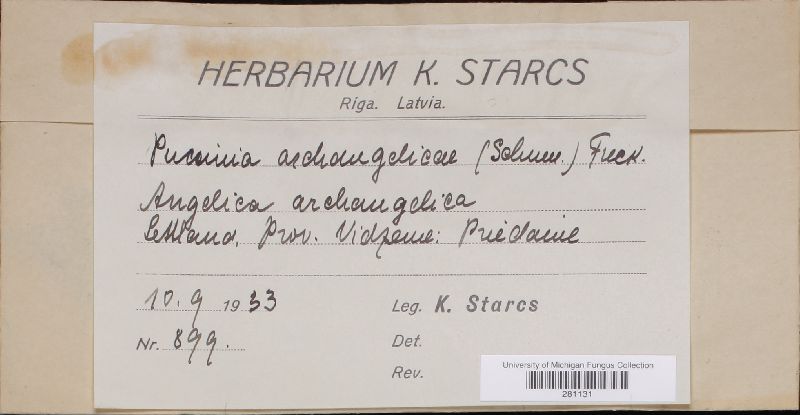 HERBARIUM K. STARCS
Riga. Latvia.
Puccinia archangelicae (Schum.) Fuck.
Angelica archangelica
Lettland, Prov. Vidzeme: Priedaine
10. 9 1933
Leg. K. Starcs
Nr. 899.
Det.
Rev.
University of Michigan Fungus Collection
281131